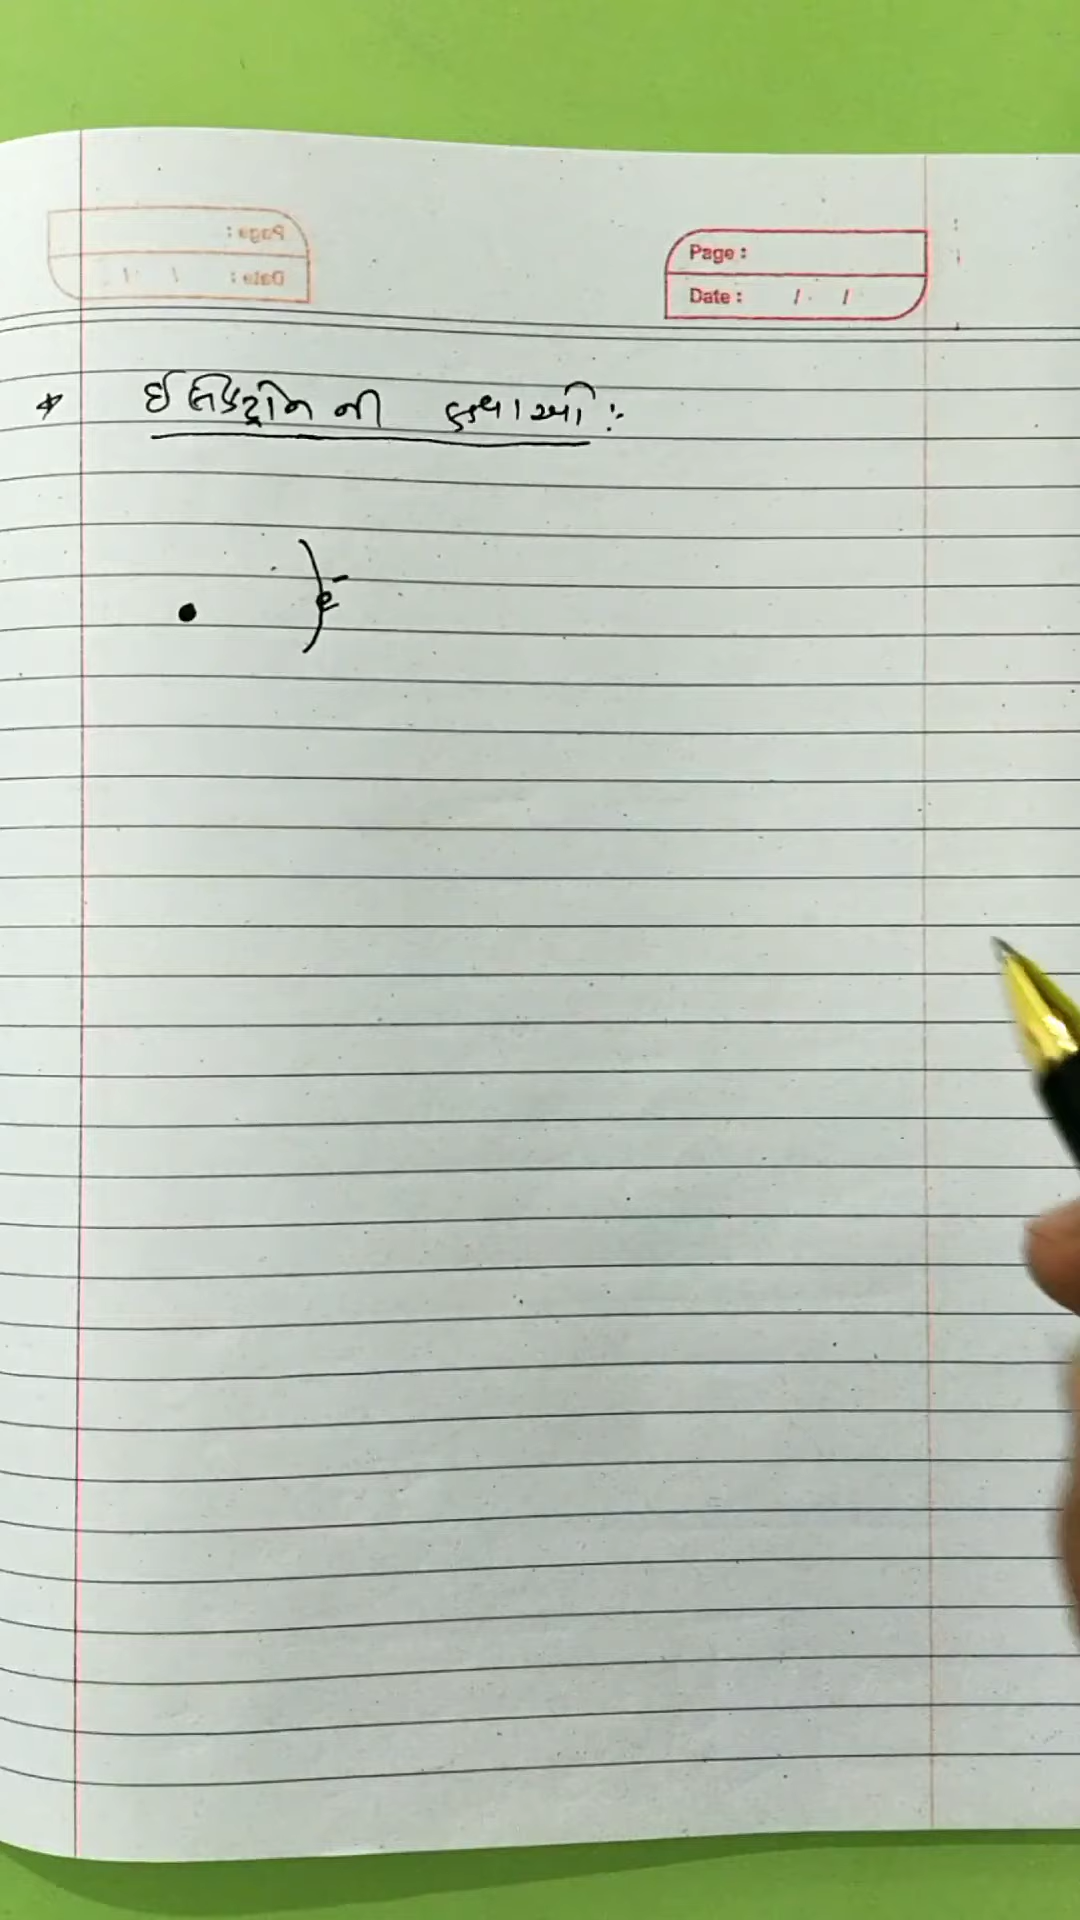 Page :
Date : / /
* ઈલેક્ટ્રોન ની કક્ષાઓ :-
e-